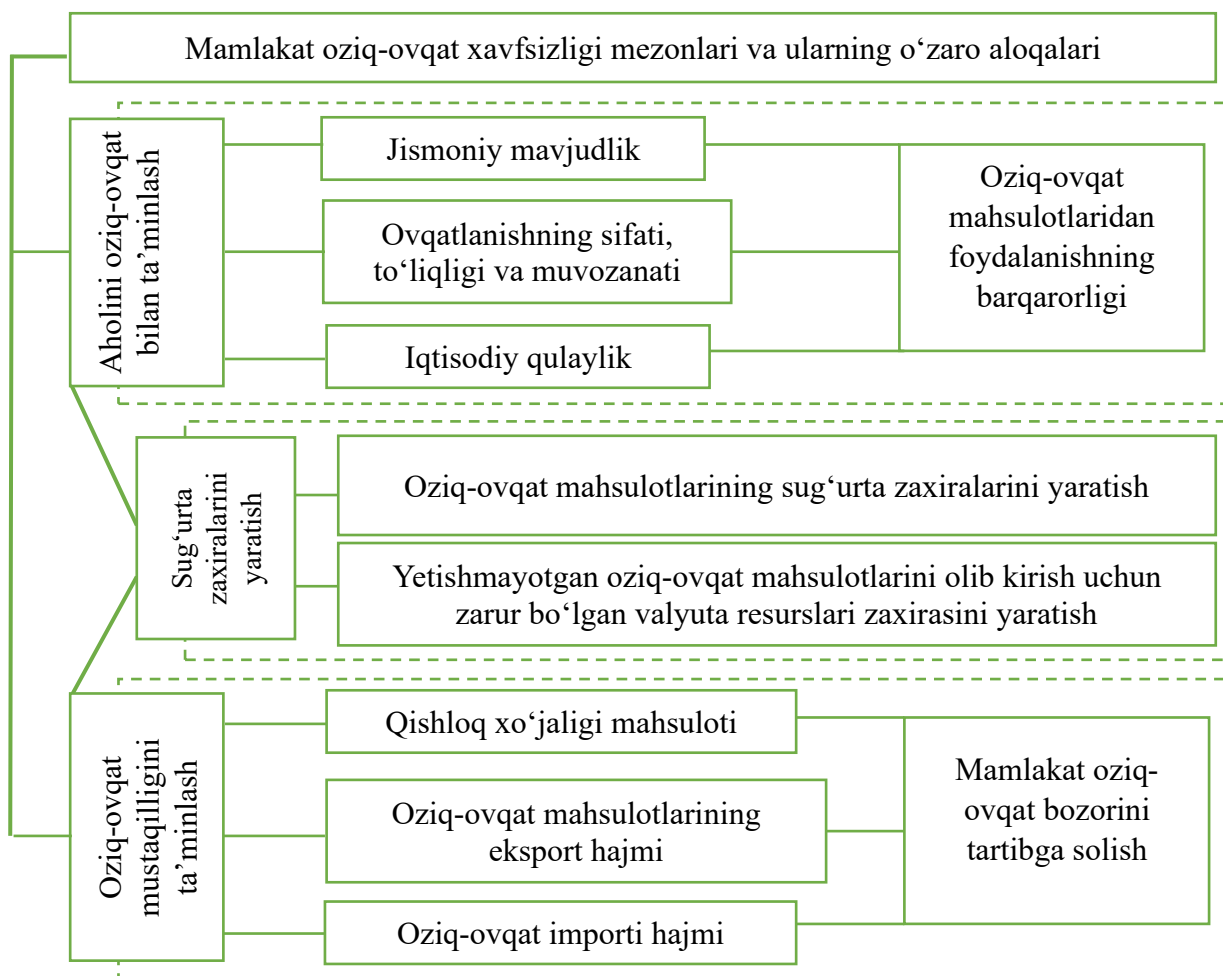 Mamlakat oziq-ovqat xavfsizligi mezonlari va ularning o‘zaro aloqalari
Aholini oziq-ovqat
bilan ta’minlash
Jismoniy mavjudlik
Ovqatlanishning sifati,
to‘liqligi va muvozanati
Iqtisodiy qulaylik
Oziq-ovqat
mahsulotlaridan
foydalanishning
barqarorligi
Sug‘urta
zaxiralarini
yaratish
Oziq-ovqat mahsulotlarining sug‘urta zaxiralarini yaratish
Yetishmayotgan oziq-ovqat mahsulotlarini olib kirish uchun
zarur bo‘lgan valyuta resurslari zaxirasini yaratish
Oziq-ovqat
mustaqilligini
ta’minlash
Qishloq xo‘jaligi mahsuloti
Oziq-ovqat mahsulotlarining
eksport hajmi
Oziq-ovqat importi hajmi
Mamlakat oziq-
ovqat bozorini
tartibga solish